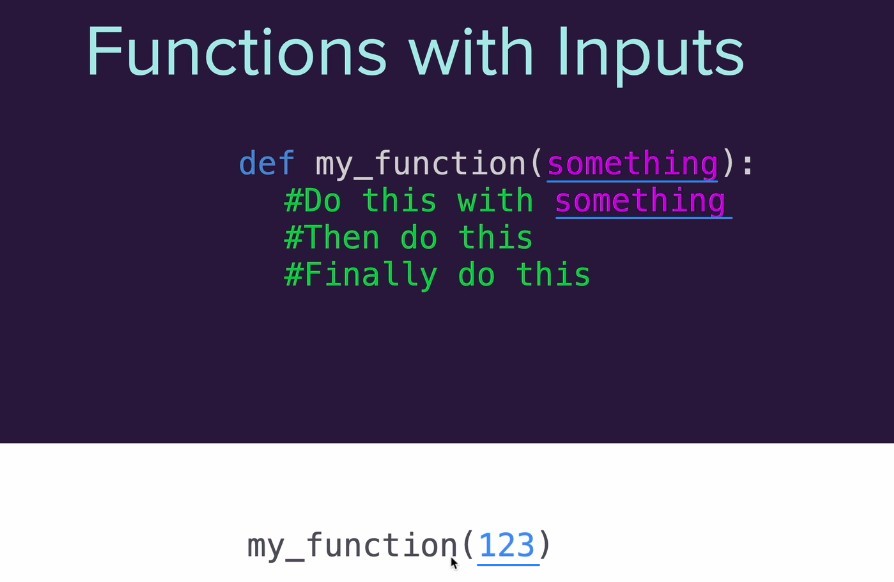 Functions with Inputs
def my_function(something):
#Do this with something
#Then do this
#Finally do this
my_function(123)